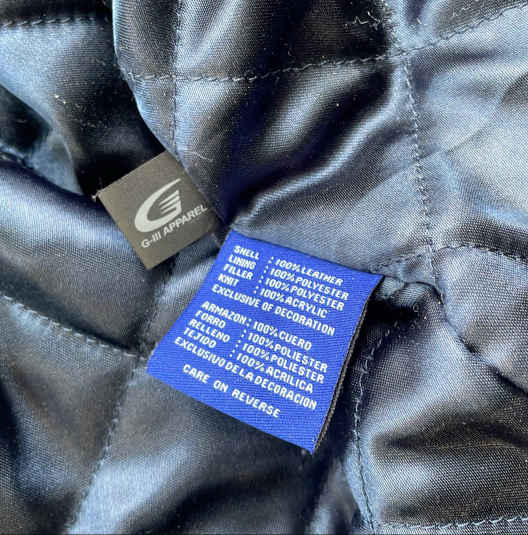 G-III APPAREL
SHELL : 100%LEATHER
LINING : 100%POLYESTER
FILLER : 100%POLYESTER
KNIT : 100%ACRYLIC
EXCLUSIVE OF DECORATION
ARMAZON : 100%CUERO
FORRO : 100%POLIESTER
RELLENO : 100%POLIESTER
TEJIDO : 100%ACRILICA
EXCLUSIVO DE LA DECORACION
CARE ON REVERSE